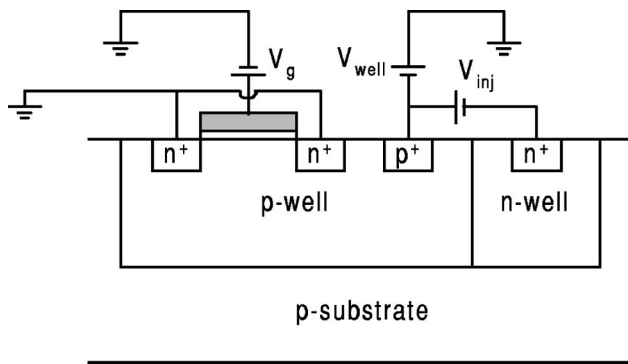 V_g
V_well
V_inj
n+ n+ p+ n+
p-well n-well
p-substrate